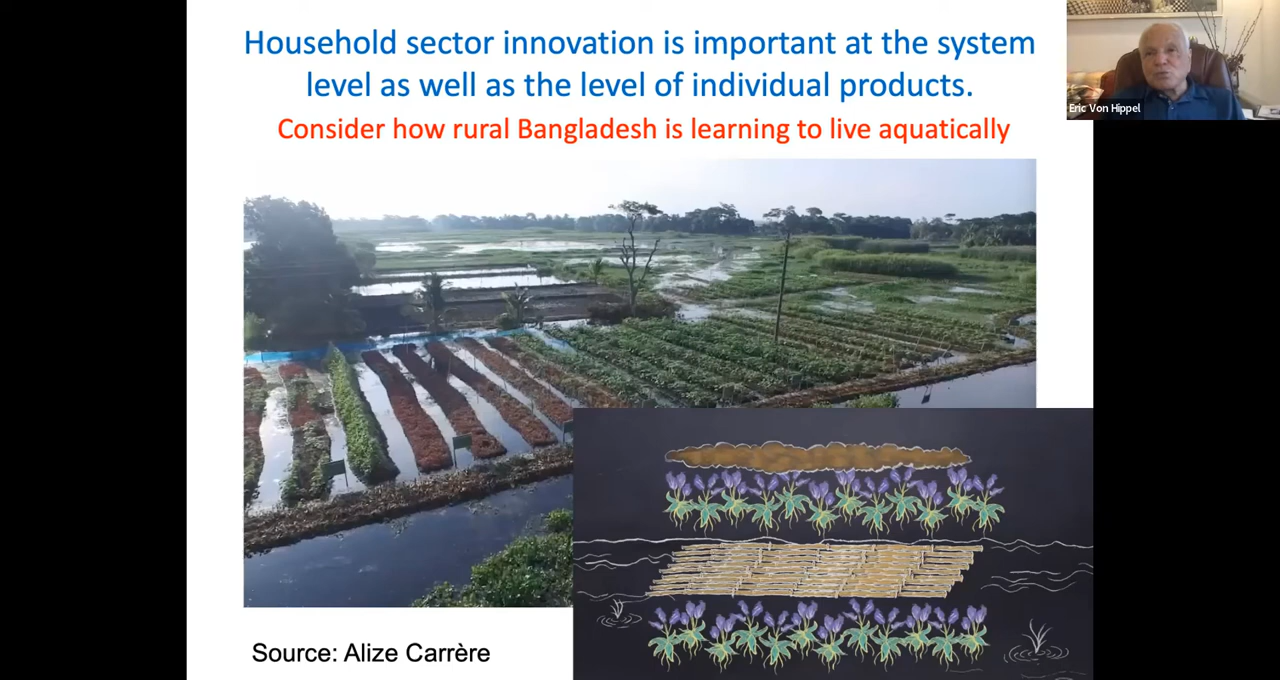 Household sector innovation is important at the system
level as well as the level of individual products.
Consider how rural Bangladesh is learning to live aquatically
Eric Von Hippel
Source: Alize Carrère